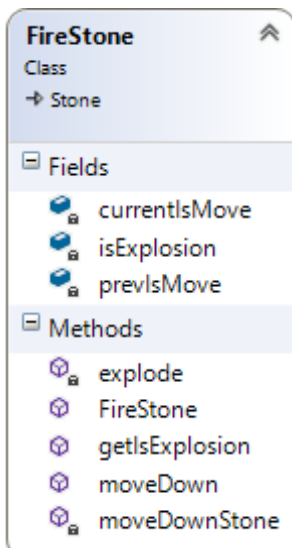 FireStone
Class
Stone
Fields
currentIsMove
isExplosion
prevIsMove
Methods
explode
FireStone
getIsExplosion
moveDown
moveDownStone